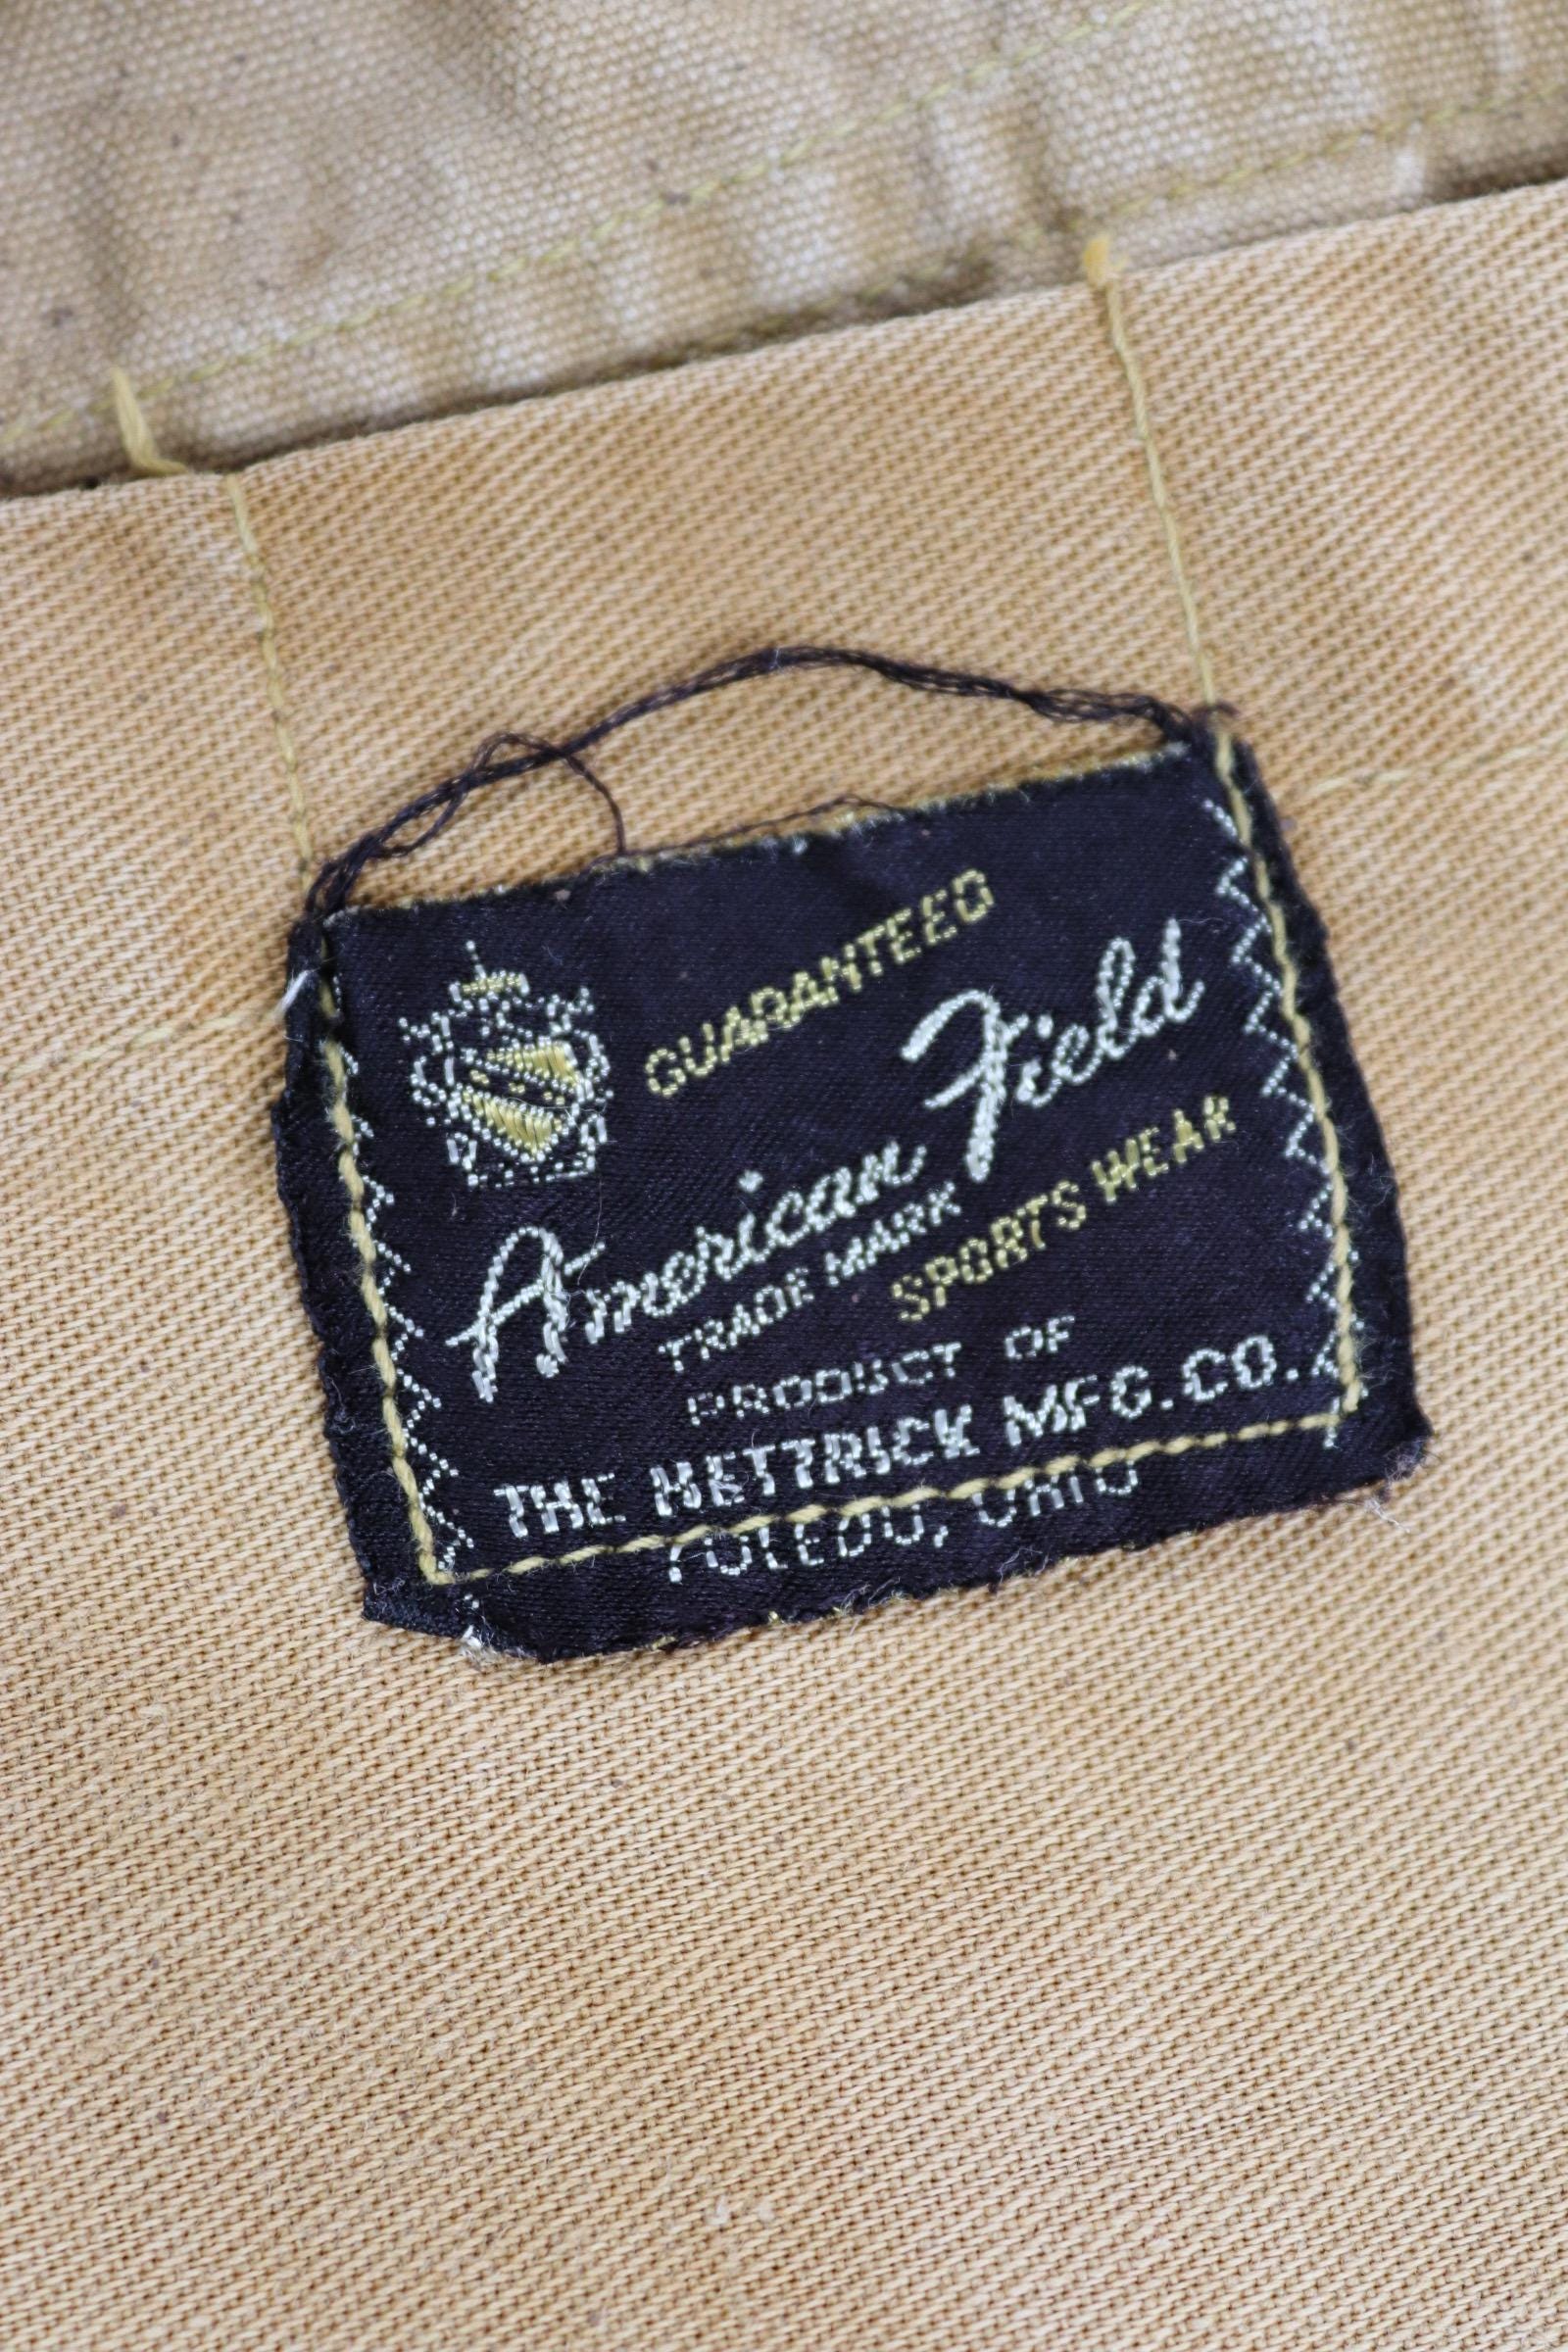 GUARANTEED
American Field
TRADE MARK
SPORTS WEAR
PRODUCT OF
THE HETTRICK MFG. CO.
TOLEDO, OHIO